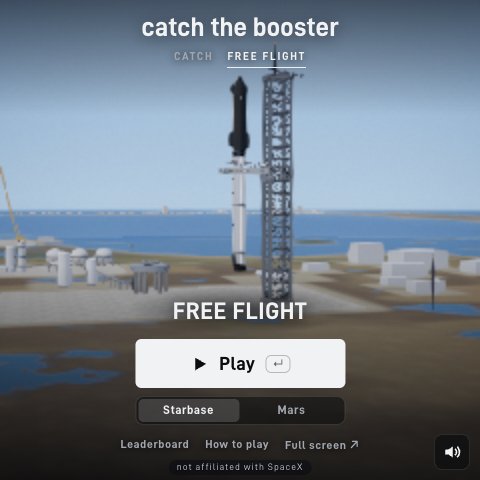 catch the booster
CATCH FREE FLIGHT
FREE FLIGHT
Play
Starbase Mars
Leaderboard How to play Full screen ↗
not affiliated with SpaceX